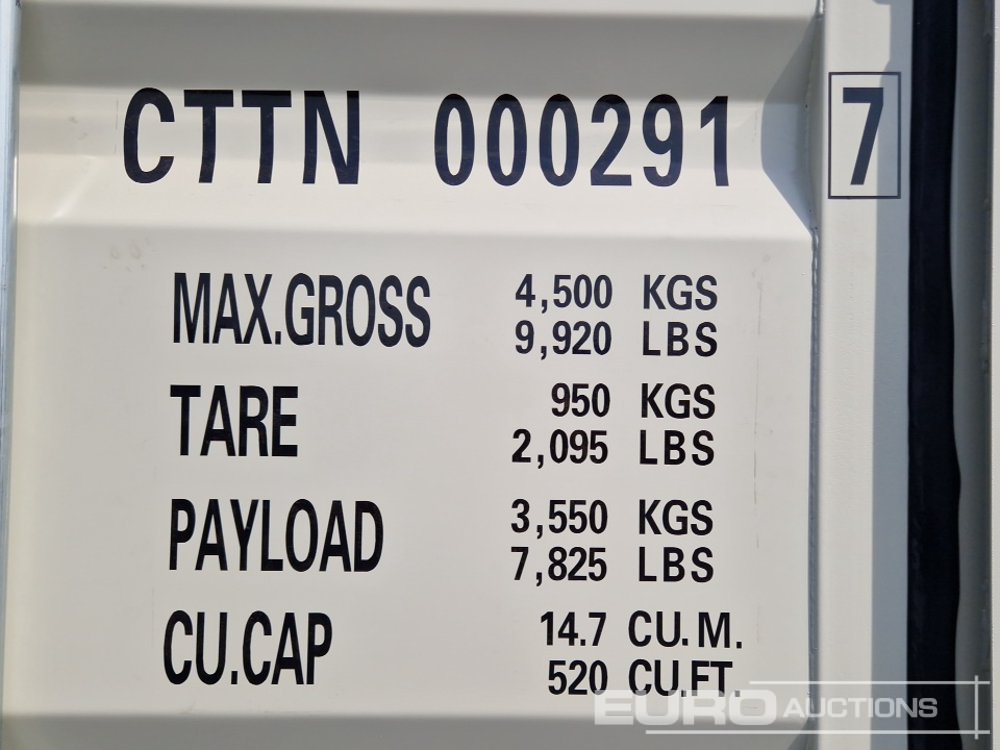 CTTN 000291 7
MAX.GROSS 4,500 KGS
9,920 LBS
TARE 950 KGS
2,095 LBS
PAYLOAD 3,550 KGS
7,825 LBS
CU.CAP 14.7 CU.M.
520 CU.FT.
EURO AUCTIONS